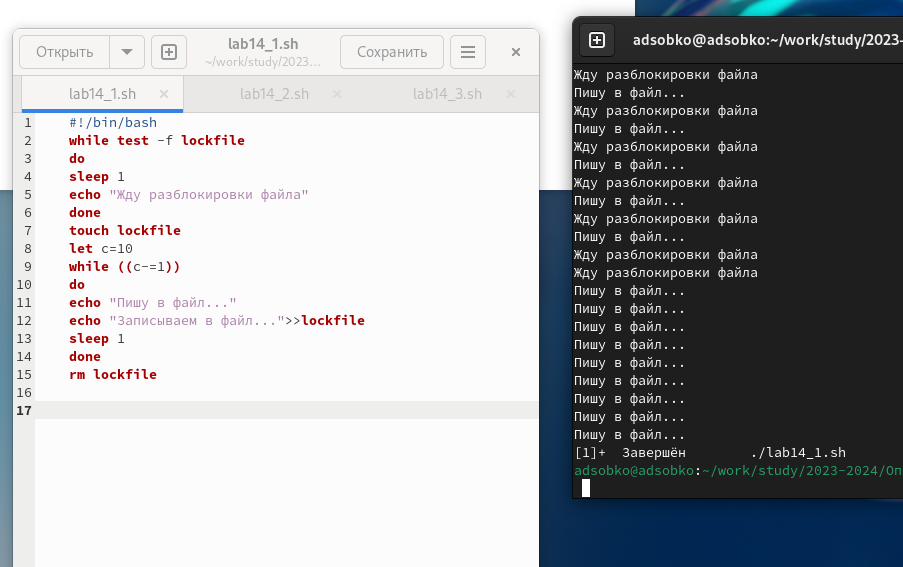 Открыть
lab14_1.sh
~/work/study/2023...
Сохранить
lab14_1.sh
lab14_2.sh
lab14_3.sh
1 #!/bin/bash
2 while test -f lockfile
3 do
4 sleep 1
5 echo "Жду разблокировки файла"
6 done
7 touch lockfile
8 let c=10
9 while ((c-=1))
10 do
11 echo "Пишу в файл..."
12 echo "Записываем в файл...">>lockfile
13 sleep 1
14 done
15 rm lockfile
16
17
adsobko@adsobko:~/work/study/2023-
Жду разблокировки файла
Пишу в файл...
Жду разблокировки файла
Пишу в файл...
Жду разблокировки файла
Пишу в файл...
Жду разблокировки файла
Пишу в файл...
Жду разблокировки файла
Пишу в файл...
Жду разблокировки файла
Жду разблокировки файла
Пишу в файл...
Пишу в файл...
Пишу в файл...
Пишу в файл...
Пишу в файл...
Пишу в файл...
Пишу в файл...
Пишу в файл...
Пишу в файл...
[1]+ Завершён ./lab14_1.sh
adsobko@adsobko:~/work/study/2023-2024/Оп